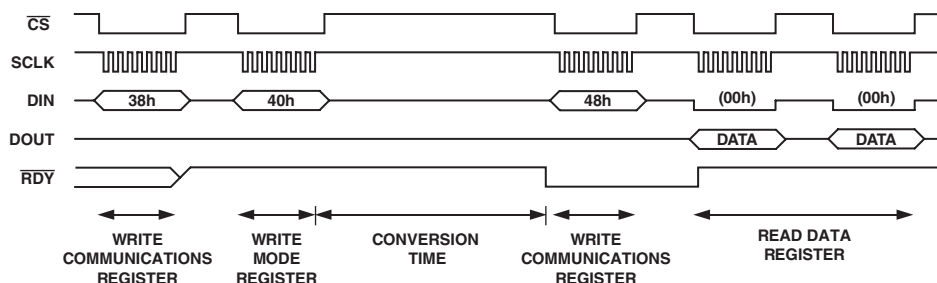 CS
SCLK
DIN 38h 40h 48h (00h) (00h)
DOUT DATA DATA
RDY
WRITE
COMMUNICATIONS
REGISTER
WRITE
MODE
REGISTER
CONVERSION
TIME
WRITE
COMMUNICATIONS
REGISTER
READ DATA
REGISTER